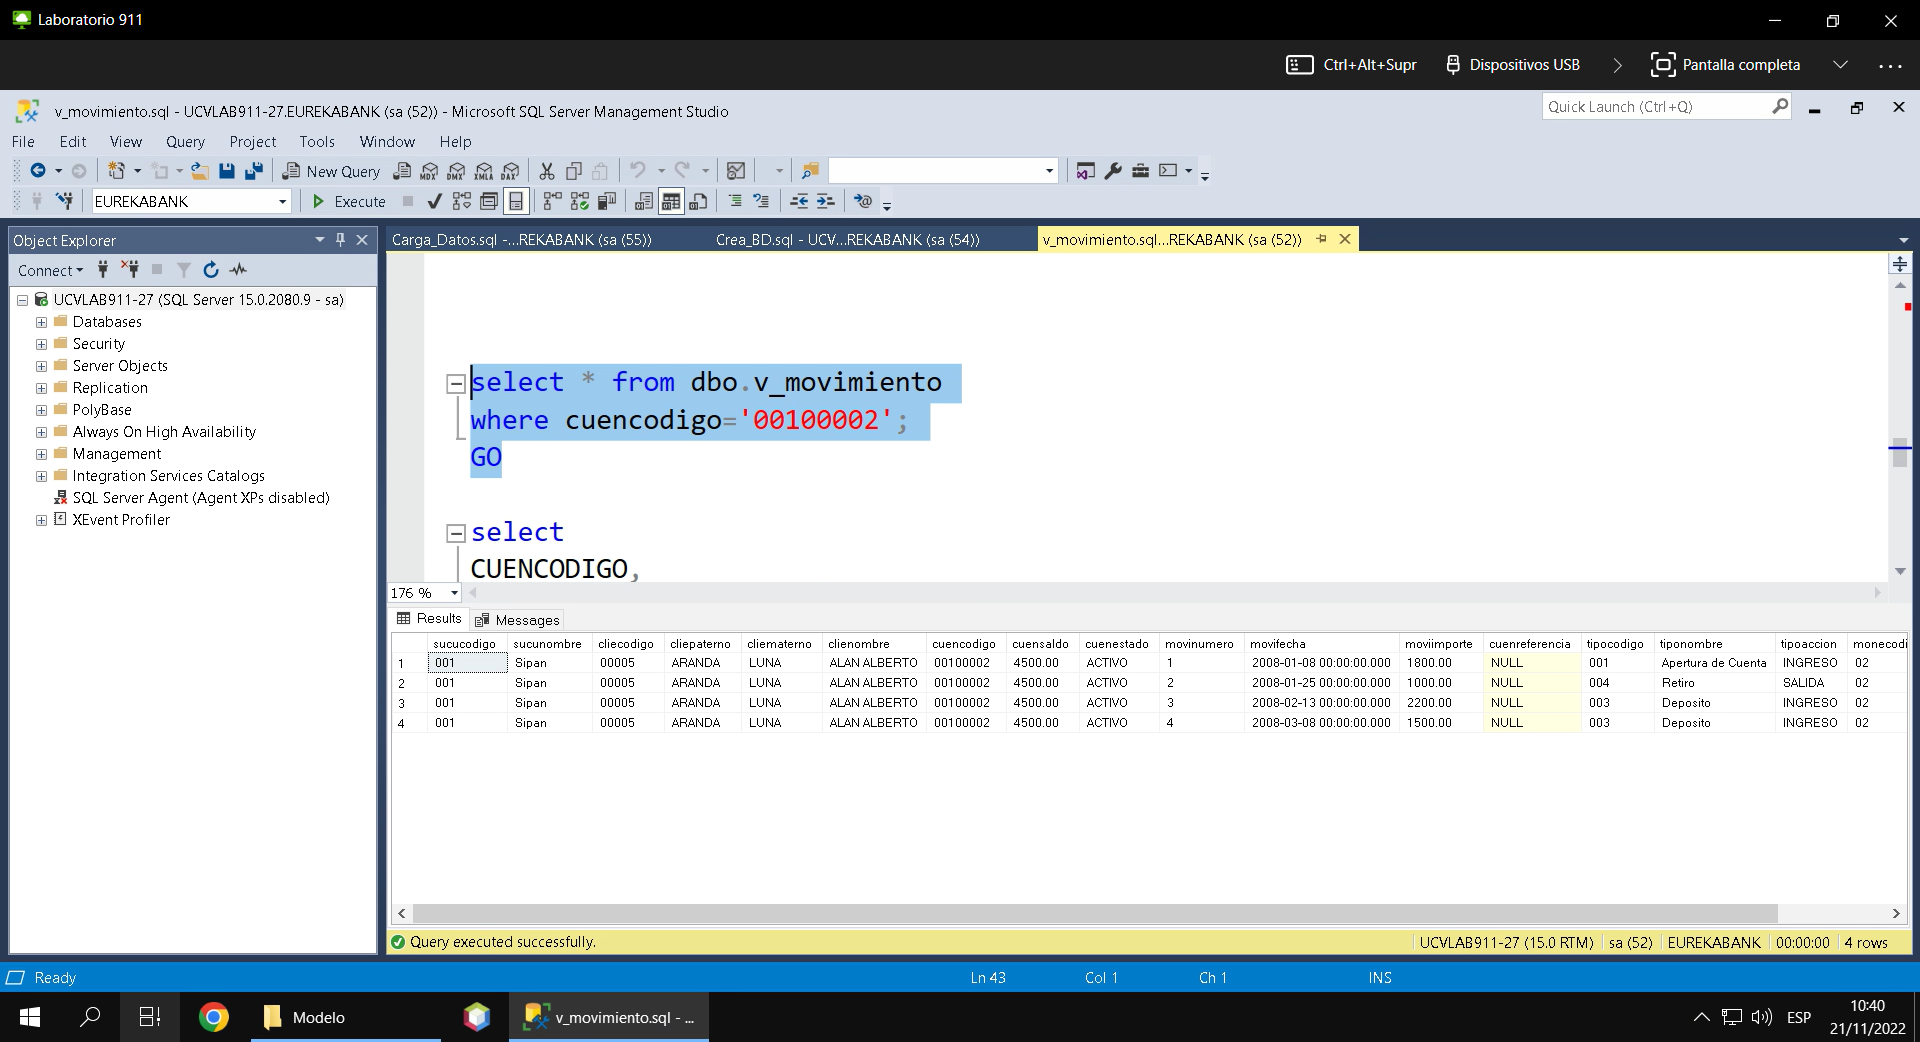 Laboratorio 911
Ctrl+Alt+Supr
Dispositivos USB
Pantalla completa
v_movimiento.sql - UCVLAB911-27.EUREKABANK (sa (52)) - Microsoft SQL Server Management Studio
Quick Launch (Ctrl+Q)
File Edit View Query Project Tools Window Help
New Query MDX DMX XMLA DAX
EUREKABANK Execute
Object Explorer
Carga_Datos.sql -...REKABANK (sa (55)) Crea_BD.sql - UCV...REKABANK (sa (54)) v_movimiento.sql...REKABANK (sa (52))
Connect
UCVLAB911-27 (SQL Server 15.0.2080.9 - sa)
Databases
Security
Server Objects
Replication
PolyBase
Always On High Availability
Management
Integration Services Catalogs
SQL Server Agent (Agent XPs disabled)
XEvent Profiler
select * from dbo.v_movimiento
where cuencodigo='00100002';
GO
select
CUENCODIGO,
176 %
Results Messages
sucucodigo sucunombre cliecodigo cliepaterno cliematerno clienombre cuencodigo cuensaldo cuenestado movinumero movifecha moviimporte cuenreferencia tipocodigo tiponombre tipoaccion monecodi
1 001 Sipan 00005 ARANDA LUNA ALAN ALBERTO 00100002 4500.00 ACTIVO 1 2008-01-08 00:00:00.000 1800.00 NULL 001 Apertura de Cuenta INGRESO 02
2 001 Sipan 00005 ARANDA LUNA ALAN ALBERTO 00100002 4500.00 ACTIVO 2 2008-01-25 00:00:00.000 1000.00 NULL 004 Retiro SALIDA 02
3 001 Sipan 00005 ARANDA LUNA ALAN ALBERTO 00100002 4500.00 ACTIVO 3 2008-02-13 00:00:00.000 2200.00 NULL 003 Deposito INGRESO 02
4 001 Sipan 00005 ARANDA LUNA ALAN ALBERTO 00100002 4500.00 ACTIVO 4 2008-03-08 00:00:00.000 1500.00 NULL 003 Deposito INGRESO 02
Query executed successfully. UCVLAB911-27 (15.0 RTM) sa (52) EUREKABANK 00:00:00 4 rows
Ready Ln 43 Col 1 Ch 1 INS
Modelo
v_movimiento.sql - ...
ESP
10:40
21/11/2022